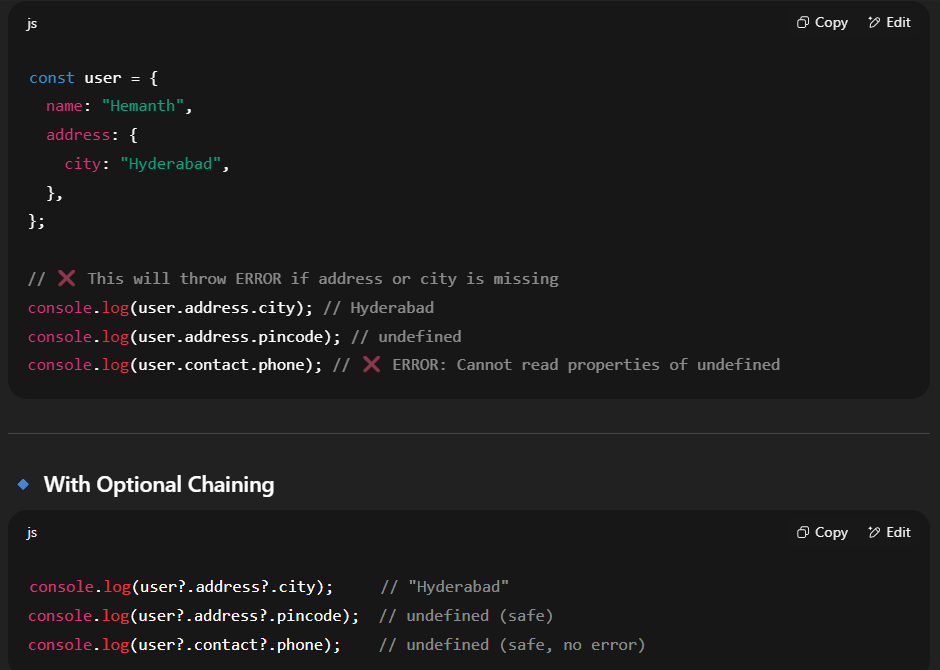 js
Copy
Edit
const user = {
  name: "Hemanth",
  address: {
    city: "Hyderabad",
  },
};
// ❌ This will throw ERROR if address or city is missing
console.log(user.address.city); // Hyderabad
console.log(user.address.pincode); // undefined
console.log(user.contact.phone); // ❌ ERROR: Cannot read properties of undefined
🔹 With Optional Chaining
js
Copy
Edit
console.log(user?.address?.city);     // "Hyderabad"
console.log(user?.address?.pincode);  // undefined (safe)
console.log(user?.contact?.phone);    // undefined (safe, no error)